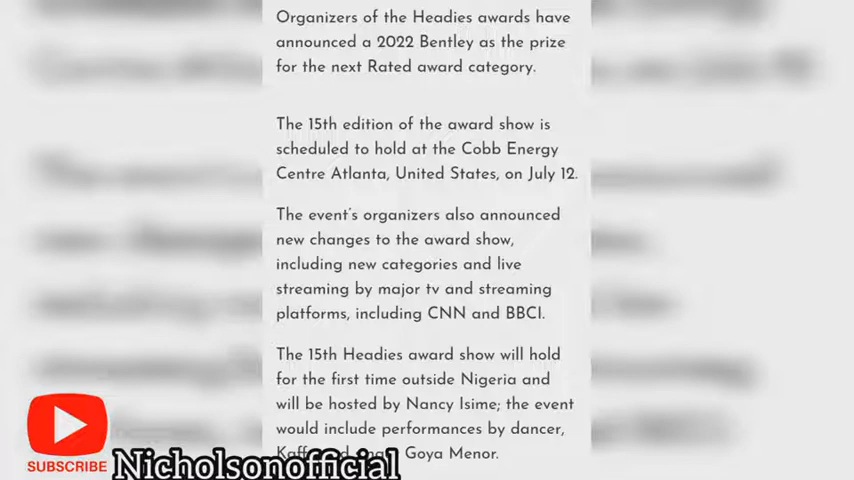 Organizers of the Headies awards have
announced a 2022 Bentley as the prize
for the next Rated award category.
The 15th edition of the award show is
scheduled to hold at the Cobb Energy
Centre Atlanta, United States, on July 12.
The event's organizers also announced
new changes to the award show,
including new categories and live
streaming by major tv and streaming
platforms, including CNN and BBCI.
The 15th Headies award show will hold
for the first time outside Nigeria and
will be hosted by Nancy Isime; the event
would include performances by dancer,
Goya Menor.
SUBSCRIBE
Nicholsonofficial